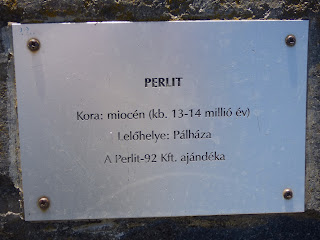 PERLIT
Kora: miocén (kb. 13-14 millió év)
Lelőhelye: Pálháza
A Perlit-92 Kft. ajándéka